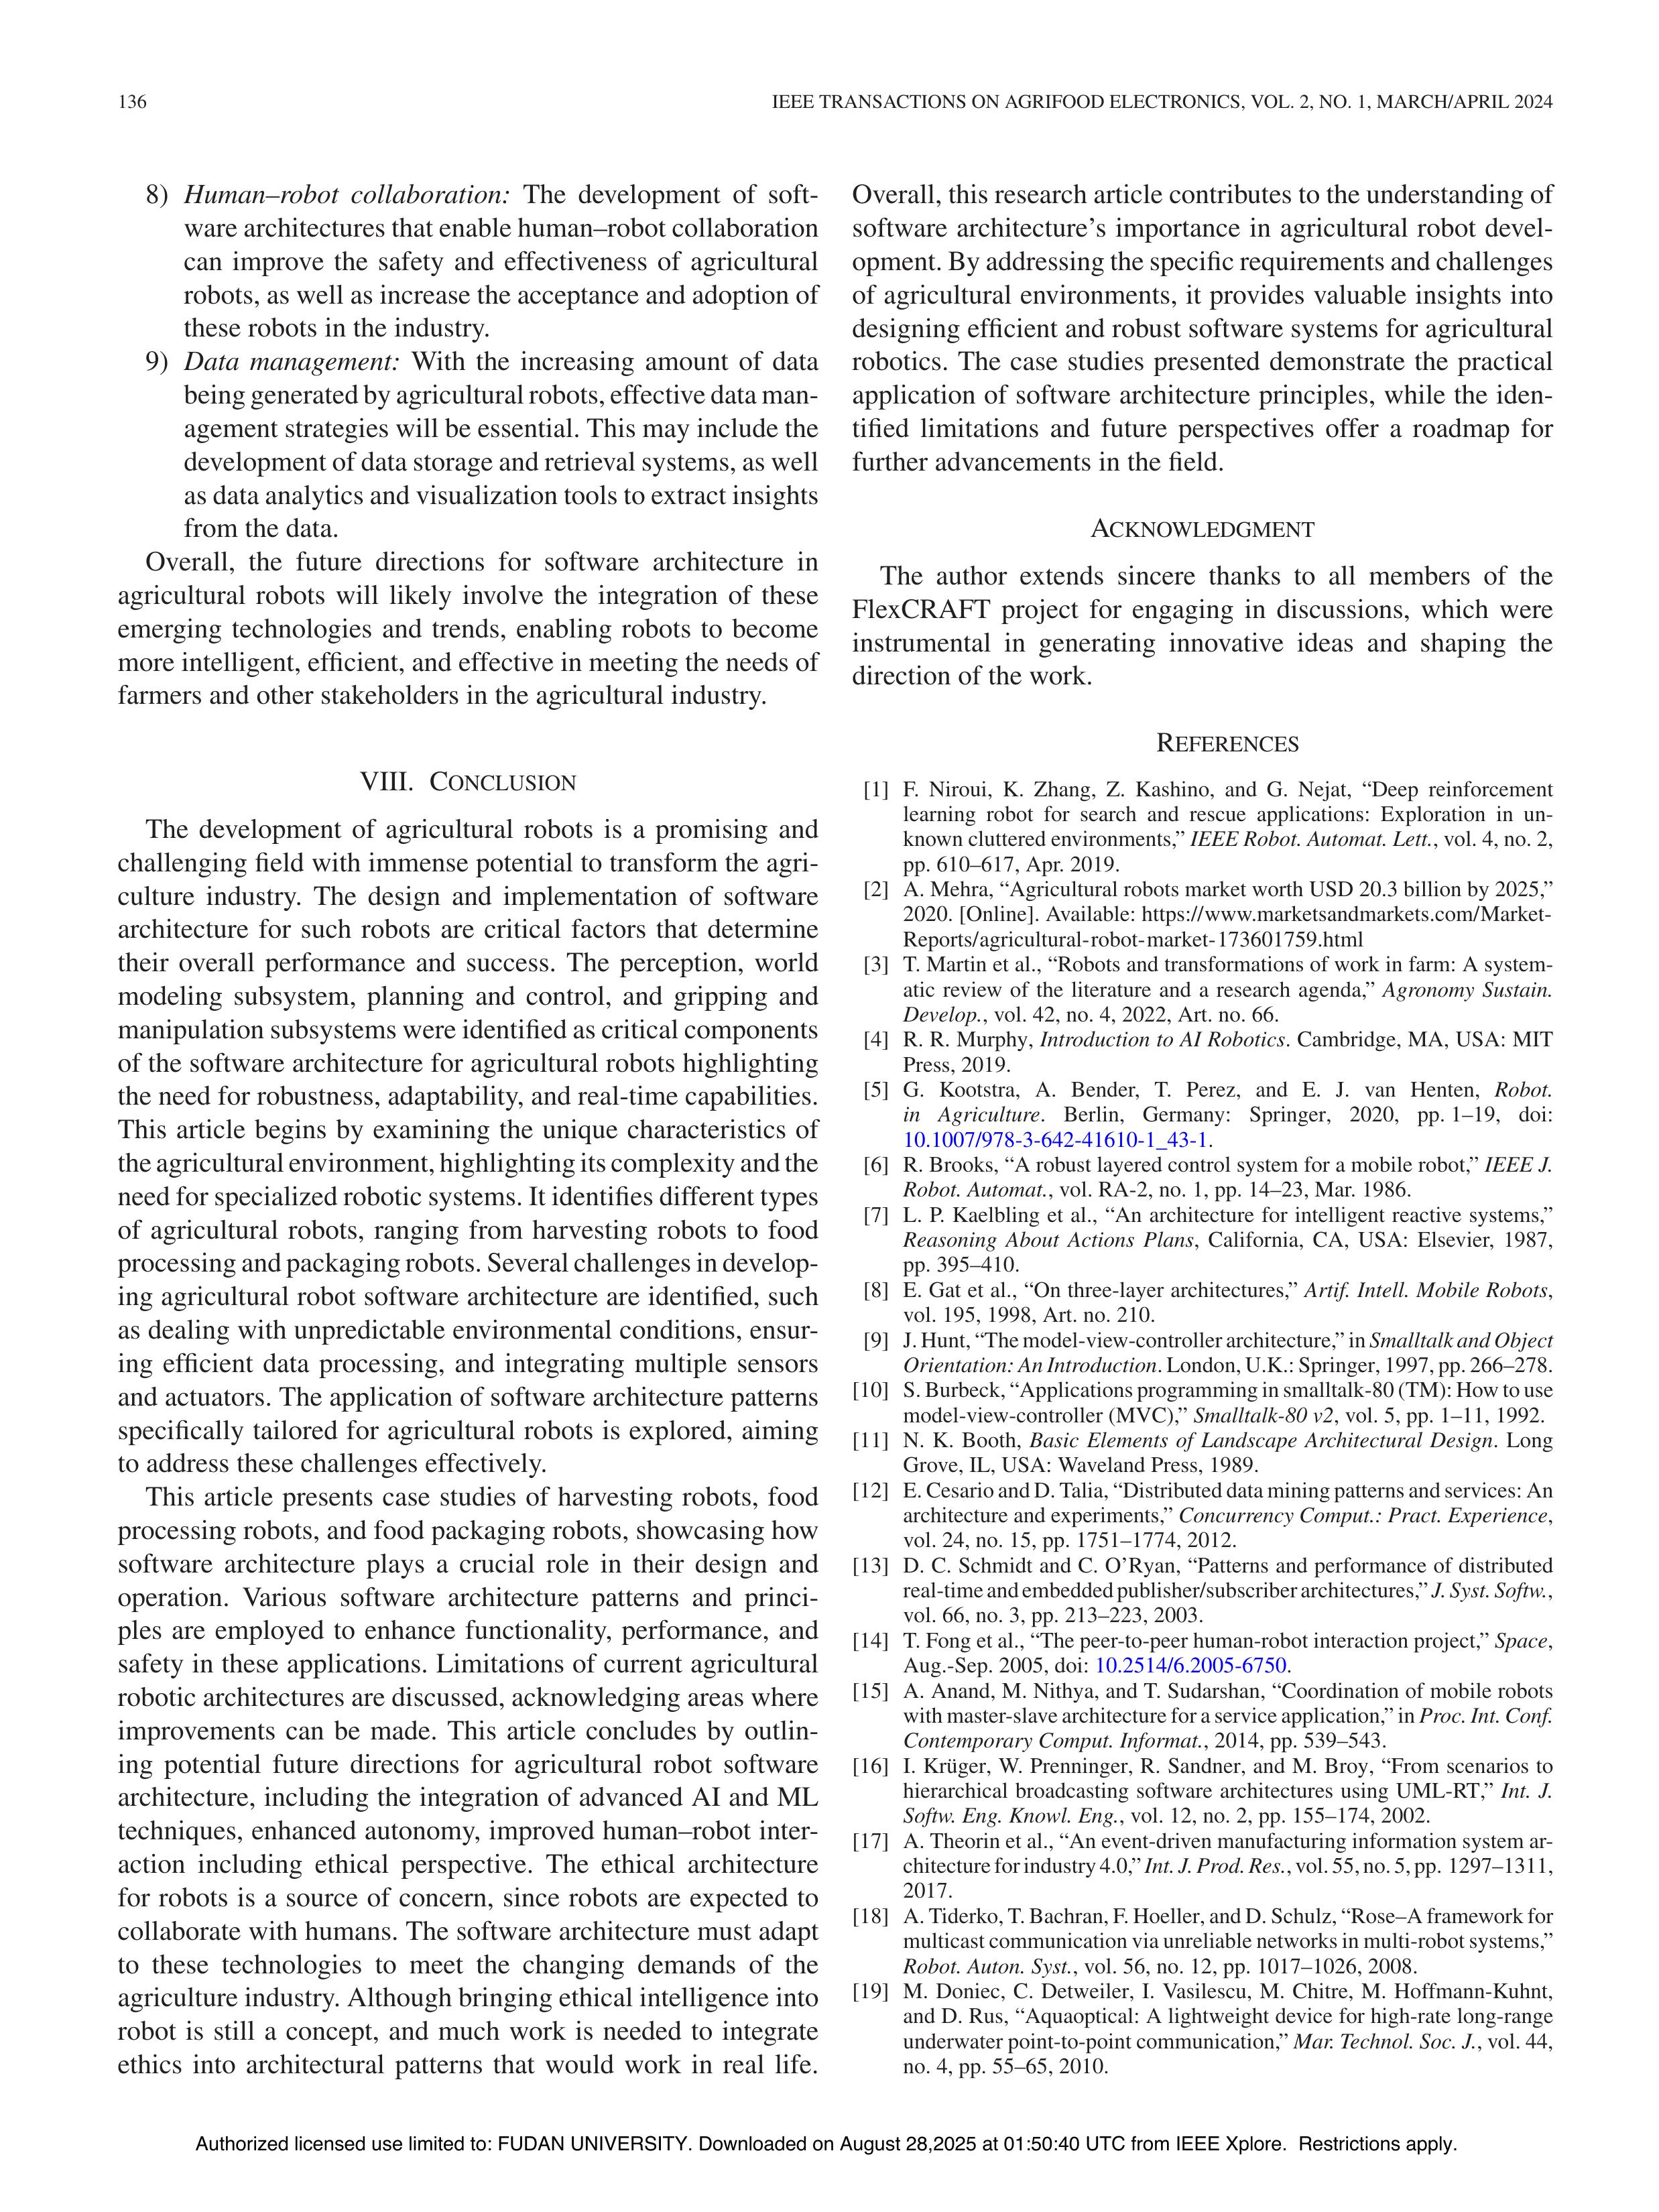 136
IEEE TRANSACTIONS ON AGRIFOOD ELECTRONICS, VOL. 2, NO. 1, MARCH/APRIL 2024
8) Human–robot collaboration: The development of soft-
ware architectures that enable human–robot collaboration
can improve the safety and effectiveness of agricultural
robots, as well as increase the acceptance and adoption of
these robots in the industry.
9) Data management: With the increasing amount of data
being generated by agricultural robots, effective data man-
agement strategies will be essential. This may include the
development of data storage and retrieval systems, as well
as data analytics and visualization tools to extract insights
from the data.
Overall, the future directions for software architecture in
agricultural robots will likely involve the integration of these
emerging technologies and trends, enabling robots to become
more intelligent, efficient, and effective in meeting the needs of
farmers and other stakeholders in the agricultural industry.
VIII. CONCLUSION
The development of agricultural robots is a promising and
challenging field with immense potential to transform the agri-
culture industry. The design and implementation of software
architecture for such robots are critical factors that determine
their overall performance and success. The perception, world
modeling subsystem, planning and control, and gripping and
manipulation subsystems were identified as critical components
of the software architecture for agricultural robots highlighting
the need for robustness, adaptability, and real-time capabilities.
This article begins by examining the unique characteristics of
the agricultural environment, highlighting its complexity and the
need for specialized robotic systems. It identifies different types
of agricultural robots, ranging from harvesting robots to food
processing and packaging robots. Several challenges in develop-
ing agricultural robot software architecture are identified, such
as dealing with unpredictable environmental conditions, ensur-
ing efficient data processing, and integrating multiple sensors
and actuators. The application of software architecture patterns
specifically tailored for agricultural robots is explored, aiming
to address these challenges effectively.
This article presents case studies of harvesting robots, food
processing robots, and food packaging robots, showcasing how
software architecture plays a crucial role in their design and
operation. Various software architecture patterns and princi-
ples are employed to enhance functionality, performance, and
safety in these applications. Limitations of current agricultural
robotic architectures are discussed, acknowledging areas where
improvements can be made. This article concludes by outlin-
ing potential future directions for agricultural robot software
architecture, including the integration of advanced AI and ML
techniques, enhanced autonomy, improved human–robot inter-
action including ethical perspective. The ethical architecture
for robots is a source of concern, since robots are expected to
collaborate with humans. The software architecture must adapt
to these technologies to meet the changing demands of the
agriculture industry. Although bringing ethical intelligence into
robot is still a concept, and much work is needed to integrate
ethics into architectural patterns that would work in real life.
Overall, this research article contributes to the understanding of
software architecture’s importance in agricultural robot devel-
opment. By addressing the specific requirements and challenges
of agricultural environments, it provides valuable insights into
designing efficient and robust software systems for agricultural
robotics. The case studies presented demonstrate the practical
application of software architecture principles, while the iden-
tified limitations and future perspectives offer a roadmap for
further advancements in the field.
ACKNOWLEDGMENT
The author extends sincere thanks to all members of the
FlexCRAFT project for engaging in discussions, which were
instrumental in generating innovative ideas and shaping the
direction of the work.
REFERENCES
[1] F. Niroui, K. Zhang, Z. Kashino, and G. Nejat, “Deep reinforcement
learning robot for search and rescue applications: Exploration in un-
known cluttered environments,” IEEE Robot. Automat. Lett., vol. 4, no. 2,
pp. 610–617, Apr. 2019.
[2] A. Mehra, “Agricultural robots market worth USD 20.3 billion by 2025,”
2020. [Online]. Available: https://www.marketsandmarkets.com/Market-
Reports/agricultural-robot-market-173601759.html
[3] T. Martin et al., “Robots and transformations of work in farm: A system-
atic review of the literature and a research agenda,” Agronomy Sustain.
Develop., vol. 42, no. 4, 2022, Art. no. 66.
[4] R. R. Murphy, Introduction to AI Robotics. Cambridge, MA, USA: MIT
Press, 2019.
[5] G. Kootstra, A. Bender, T. Perez, and E. J. van Henten, Robot.
in Agriculture. Berlin, Germany: Springer, 2020, pp. 1–19, doi:
10.1007/978-3-642-41610-1_43-1.
[6] R. Brooks, “A robust layered control system for a mobile robot,” IEEE J.
Robot. Automat., vol. RA-2, no. 1, pp. 14–23, Mar. 1986.
[7] L. P. Kaelbling et al., “An architecture for intelligent reactive systems,”
Reasoning About Actions Plans, California, CA, USA: Elsevier, 1987,
pp. 395–410.
[8] E. Gat et al., “On three-layer architectures,” Artif. Intell. Mobile Robots,
vol. 195, 1998, Art. no. 210.
[9] J. Hunt, “The model-view-controller architecture,” in Smalltalk and Object
Orientation: An Introduction. London, U.K.: Springer, 1997, pp. 266–278.
[10] S. Burbeck, “Applications programming in smalltalk-80 (TM): How to use
model-view-controller (MVC),” Smalltalk-80 v2, vol. 5, pp. 1–11, 1992.
[11] N. K. Booth, Basic Elements of Landscape Architectural Design. Long
Grove, IL, USA: Waveland Press, 1989.
[12] E. Cesario and D. Talia, “Distributed data mining patterns and services: An
architecture and experiments,” Concurrency Comput.: Pract. Experience,
vol. 24, no. 15, pp. 1751–1774, 2012.
[13] D. C. Schmidt and C. O’Ryan, “Patterns and performance of distributed
real-time and embedded publisher/subscriber architectures,” J. Syst. Softw.,
vol. 66, no. 3, pp. 213–223, 2003.
[14] T. Fong et al., “The peer-to-peer human-robot interaction project,” Space,
Aug.-Sep. 2005, doi: 10.2514/6.2005-6750.
[15] A. Anand, M. Nithya, and T. Sudarshan, “Coordination of mobile robots
with master-slave architecture for a service application,” in Proc. Int. Conf.
Contemporary Comput. Informat., 2014, pp. 539–543.
[16] I. Krüger, W. Prenninger, R. Sandner, and M. Broy, “From scenarios to
hierarchical broadcasting software architectures using UML-RT,” Int. J.
Softw. Eng. Knowl. Eng., vol. 12, no. 2, pp. 155–174, 2002.
[17] A. Theorin et al., “An event-driven manufacturing information system ar-
chitecture for industry 4.0,” Int. J. Prod. Res., vol. 55, no. 5, pp. 1297–1311,
2017.
[18] A. Tiderko, T. Bachran, F. Hoeller, and D. Schulz, “Rose–A framework for
multicast communication via unreliable networks in multi-robot systems,”
Robot. Auton. Syst., vol. 56, no. 12, pp. 1017–1026, 2008.
[19] M. Doniec, C. Detweiler, I. Vasilescu, M. Chitre, M. Hoffmann-Kuhnt,
and D. Rus, “Aquaoptical: A lightweight device for high-rate long-range
underwater point-to-point communication,” Mar. Technol. Soc. J., vol. 44,
no. 4, pp. 55–65, 2010.
Authorized licensed use limited to: FUDAN UNIVERSITY. Downloaded on August 28,2025 at 01:50:40 UTC from IEEE Xplore. Restrictions apply.